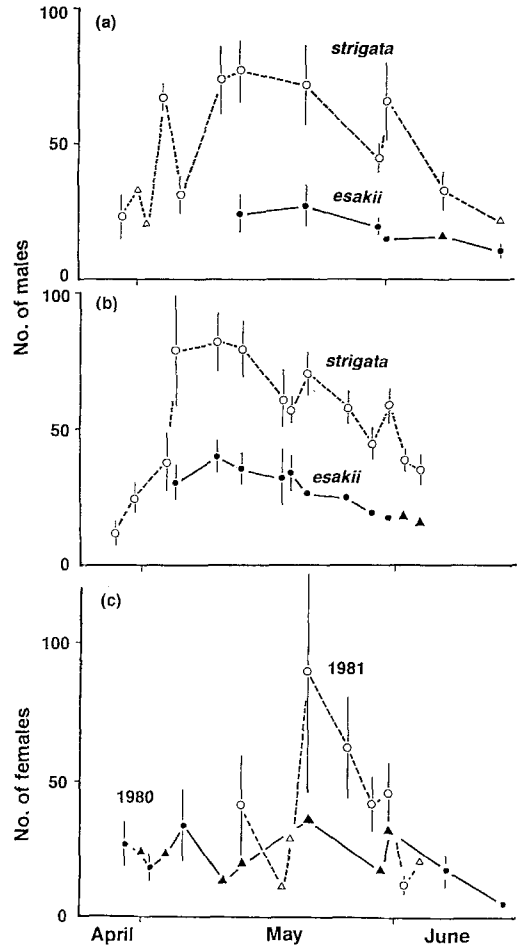 100
(a)
strigata
50
esakii
0
No. of males
100
(b)
strigata
50
esakii
0
(c)
100
1981
No. of females
50
1980
0
April May June